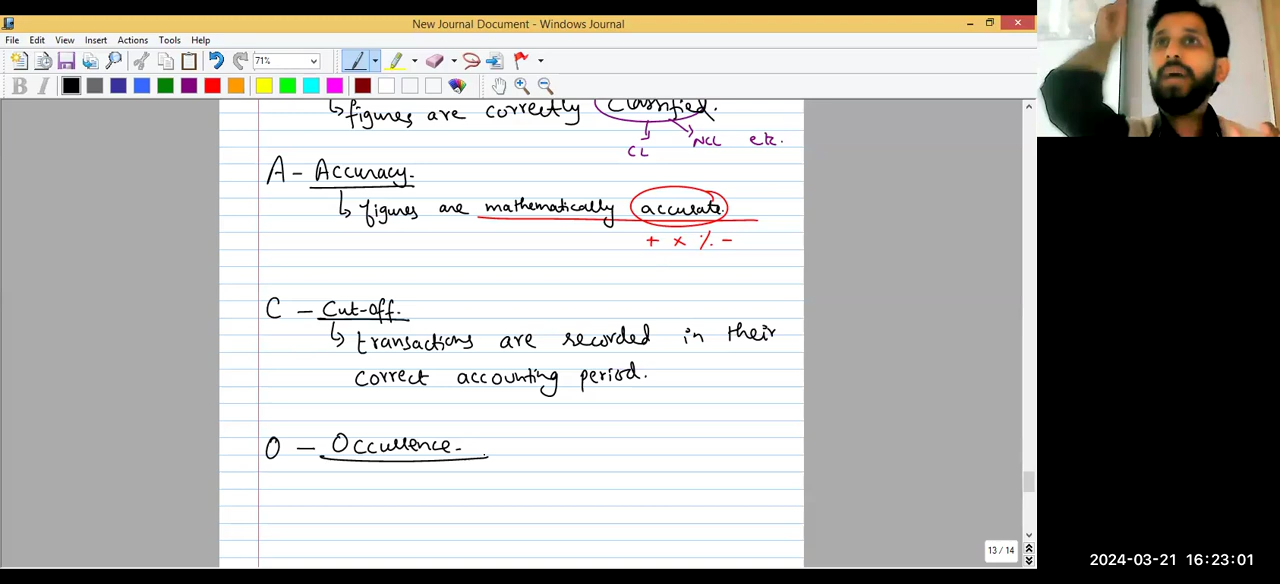 New Journal Document - Windows Journal
File Edit View Insert Actions Tools Help
71%
B I
↳ figures are correctly Classified.
CL NCL etc.
A - Accuracy.
↳ figures are mathematically accurate.
+ × % -
C - Cut-off.
↳ transactions are recorded in their
correct accounting period.
O - Occurrence.
13 / 14
2024-03-21 16:23:01